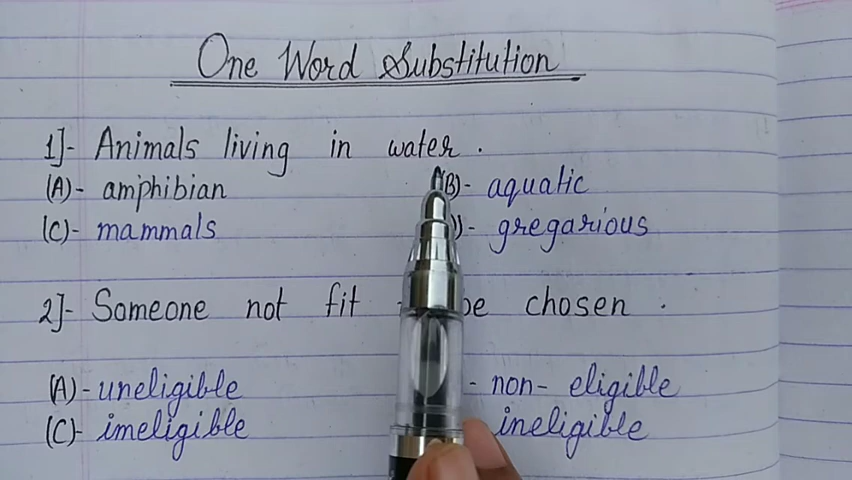 One Word Substitution
1]- Animals living in water.
(A)- amphibian (B)- aquatic
(C)- mammals )- gregarious
2]- Someone not fit be chosen.
(A)- uneligible - non-eligible
(C)- imeligible ineligible